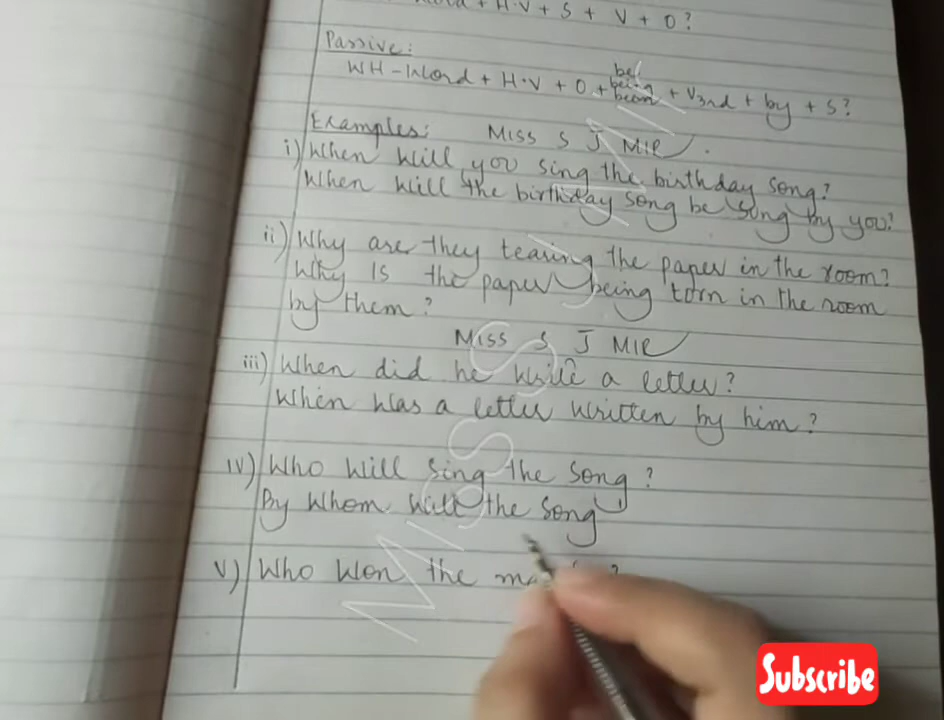 + H.V + S + V + O?
Passive:
WH-Word + H.V + O + be/being/been + V3rd + by + S?
Examples: Miss S J MIR.
i) When will you sing the birthday song?
When will the birthday song be song by you?
ii) Why are they tearing the paper in the room?
Why Is the paper being torn in the room
by them?
Miss S J MIR
iii) When did he write a letter?
When was a letter written by him?
iv) Who will sing the song?
By whom will the song
v) Who won the
Miss S J MIR
Subscribe